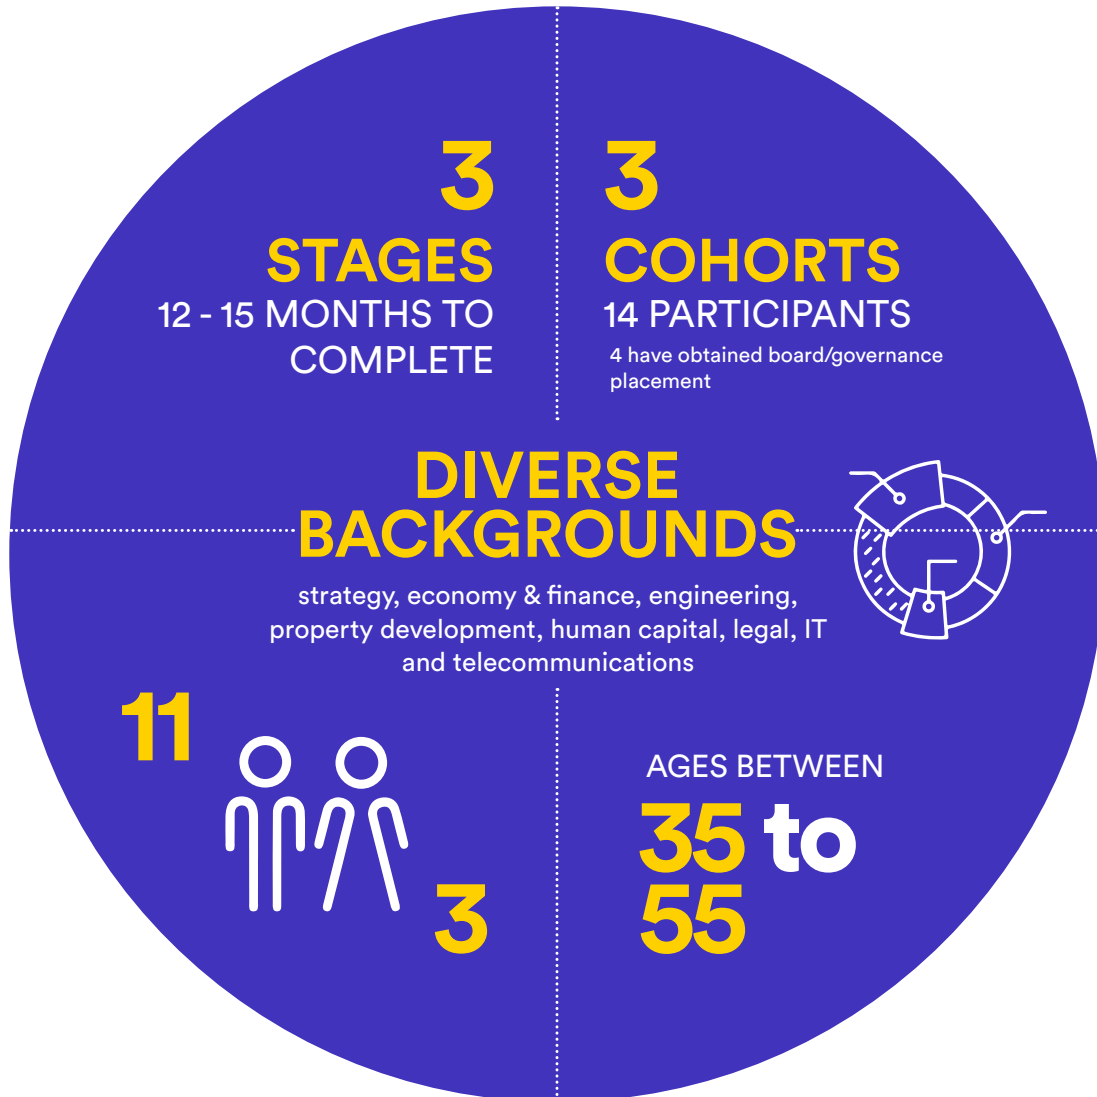 3
STAGES
12 - 15 MONTHS TO
COMPLETE
3
COHORTS
14 PARTICIPANTS
4 have obtained board/governance
placement
DIVERSE
BACKGROUNDS
strategy, economy & finance, engineering,
property development, human capital, legal, IT
and telecommunications
11
3
AGES BETWEEN
35 to
55